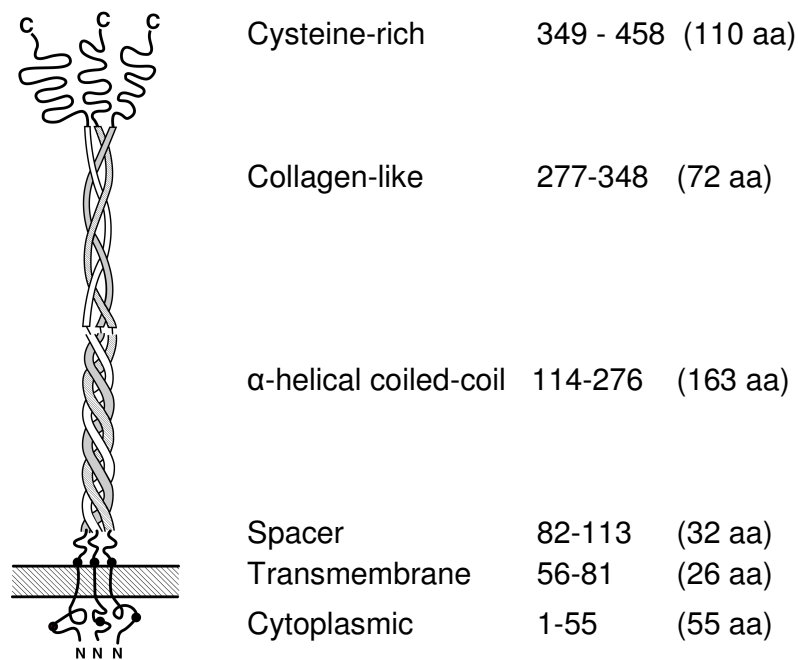 C C C
Cysteine-rich 349 - 458 (110 aa)
Collagen-like 277-348 (72 aa)
α-helical coiled-coil 114-276 (163 aa)
Spacer 82-113 (32 aa)
Transmembrane 56-81 (26 aa)
Cytoplasmic 1-55 (55 aa)
N N N